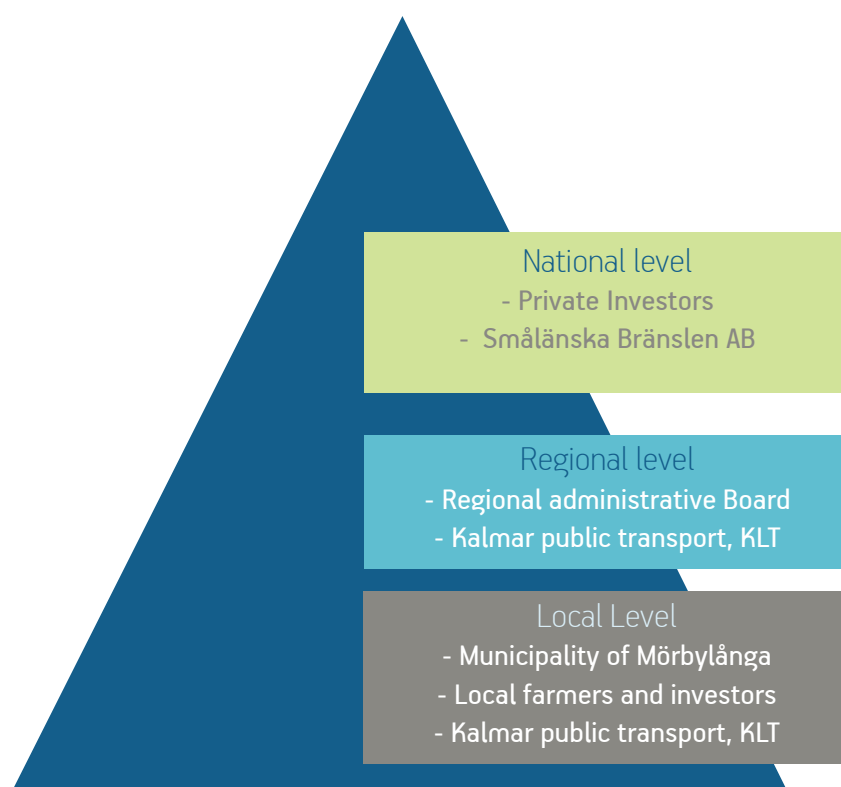 National level
- Private Investors
- Smålänska Bränslen AB
Regional level
- Regional administrative Board
- Kalmar public transport, KLT
Local Level
- Municipality of Mörbylånga
- Local farmers and investors
- Kalmar public transport, KLT